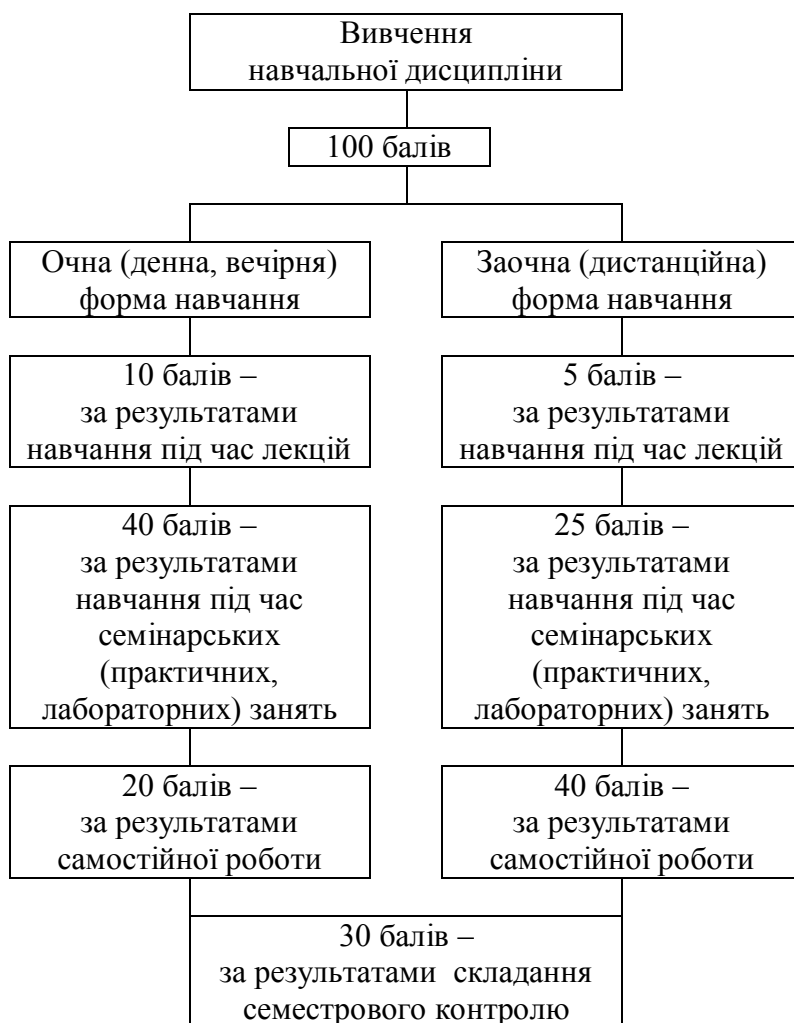 Вивчення
навчальної дисципліни
100 балів
Очна (денна, вечірня)
форма навчання
Заочна (дистанційна)
форма навчання
10 балів –
за результатами
навчання під час лекцій
5 балів –
за результатами
навчання під час лекцій
40 балів –
за результатами
навчання під час
семінарських
(практичних,
лабораторних) занять
25 балів –
за результатами
навчання під час
семінарських
(практичних,
лабораторних) занять
20 балів –
за результатами
самостійної роботи
40 балів –
за результатами
самостійної роботи
30 балів –
за результатами складання
семестрового контролю